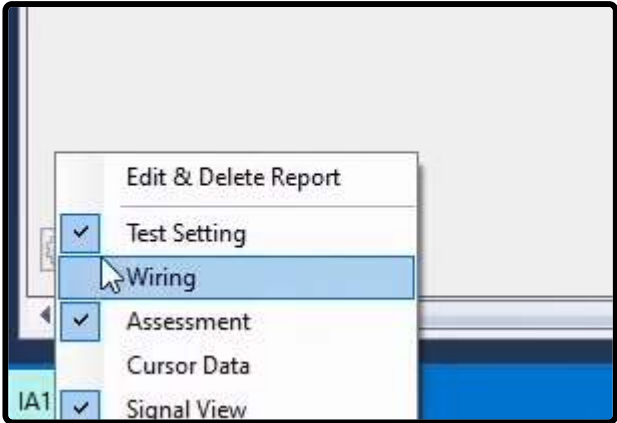 Edit & Delete Report
Test Setting
Wiring
Assessment
Cursor Data
IA1
Signal View